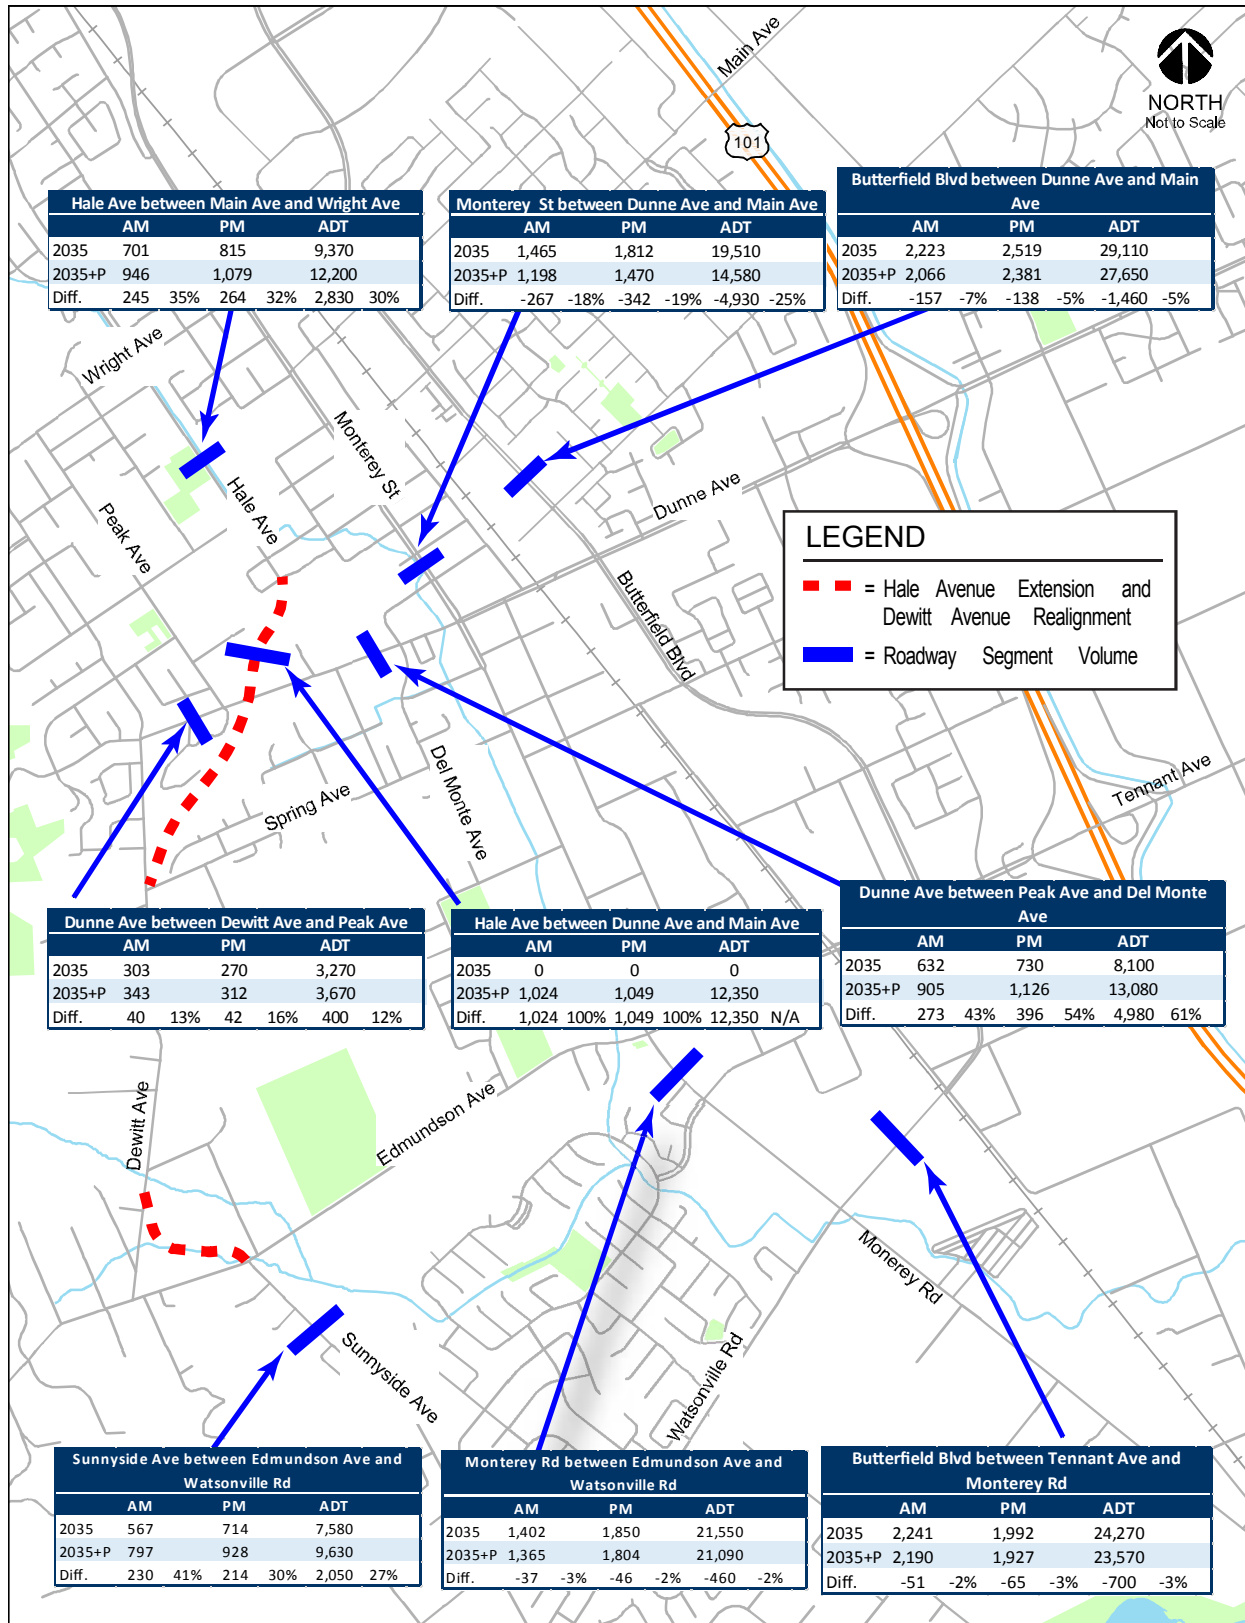 Main Ave
NORTH
Not to Scale
101
Hale Ave between Main Ave and Wright Ave
AM PM ADT
2035 701 815 9,370
2035+P 946 1,079 12,200
Diff. 245 35% 264 32% 2,830 30%
Monterey St between Dunne Ave and Main Ave
AM PM ADT
2035 1,465 1,812 19,510
2035+P 1,198 1,470 14,580
Diff. -267 -18% -342 -19% -4,930 -25%
Butterfield Blvd between Dunne Ave and Main
Ave
AM PM ADT
2035 2,223 2,519 29,110
2035+P 2,066 2,381 27,650
Diff. -157 -7% -138 -5% -1,460 -5%
Wright Ave
Monterey St
Hale Ave
Peak Ave
Dunne Ave
Butterfield Blvd
LEGEND
= Hale Avenue Extension and
Dewitt Avenue Realignment
= Roadway Segment Volume
Del Monte Ave
Spring Ave
Tennant Ave
Dunne Ave between Dewitt Ave and Peak Ave
AM PM ADT
2035 303 270 3,270
2035+P 343 312 3,670
Diff. 40 13% 42 16% 400 12%
Hale Ave between Dunne Ave and Main Ave
AM PM ADT
2035 0 0 0
2035+P 1,024 1,049 12,350
Diff. 1,024 100% 1,049 100% 12,350 N/A
Dunne Ave between Peak Ave and Del Monte
Ave
AM PM ADT
2035 632 730 8,100
2035+P 905 1,126 13,080
Diff. 273 43% 396 54% 4,980 61%
Dewitt Ave
Edmundson Ave
Monerey Rd
Sunnyside Ave
Watsonville Rd
Sunnyside Ave between Edmundson Ave and
Watsonville Rd
AM PM ADT
2035 567 714 7,580
2035+P 797 928 9,630
Diff. 230 41% 214 30% 2,050 27%
Monterey Rd between Edmundson Ave and
Watsonville Rd
AM PM ADT
2035 1,402 1,850 21,550
2035+P 1,365 1,804 21,090
Diff. -37 -3% -46 -2% -460 -2%
Butterfield Blvd between Tennant Ave and
Monterey Rd
AM PM ADT
2035 2,241 1,992 24,270
2035+P 2,190 1,927 23,570
Diff. -51 -2% -65 -3% -700 -3%